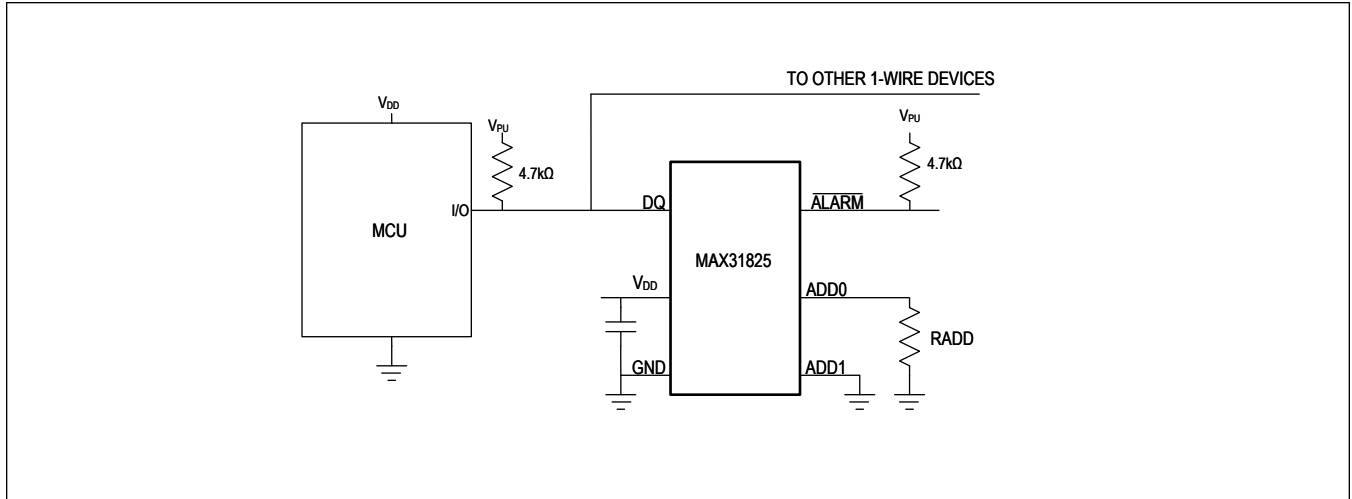 TO OTHER 1-WIRE DEVICES
VDD
VPU
4.7kΩ
VPU
4.7kΩ
I/O
DQ
ALARM
MCU
MAX31825
VDD
ADD0
RADD
GND
ADD1